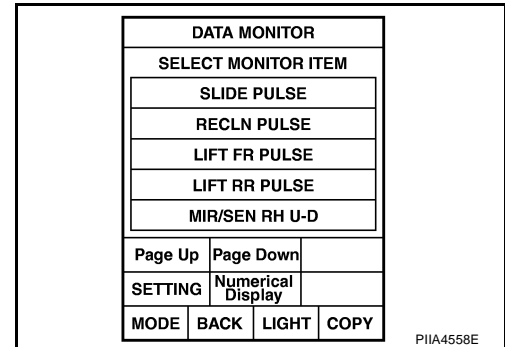 DATA MONITOR
SELECT MONITOR ITEM
SLIDE PULSE
RECLN PULSE
LIFT FR PULSE
LIFT RR PULSE
MIR/SEN RH U-D
Page Up Page Down
SETTING Numerical Display
MODE BACK LIGHT COPY
PIIA4558E